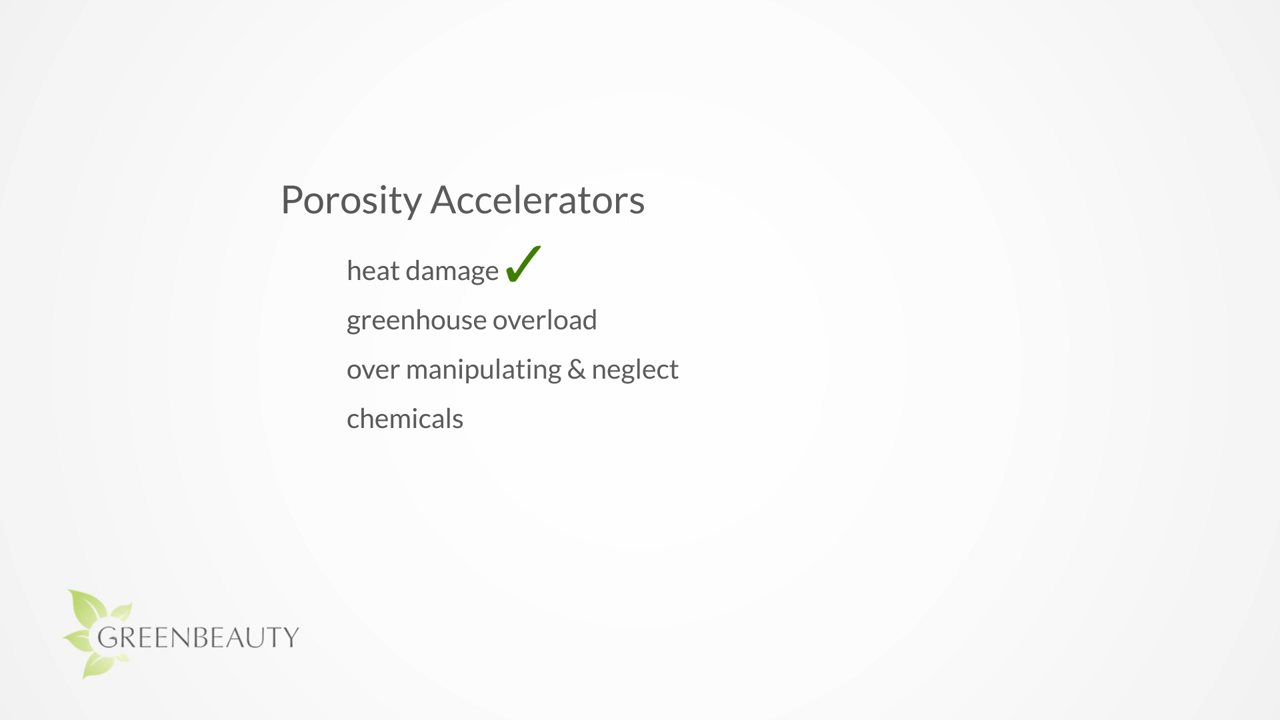 Porosity Accelerators
heat damage ✓
greenhouse overload
over manipulating & neglect
chemicals
GREENBEAUTY